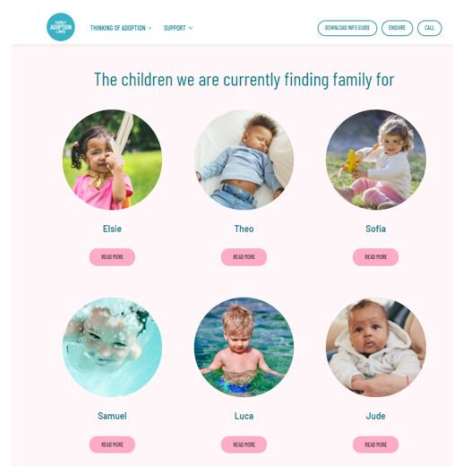 FAMILY
ADOPTION
LINKS
THINKING OF ADOPTION
SUPPORT
DOWNLOAD INFO GUIDE
ENQUIRE
CALL
The children we are currently finding family for
Elsie
Theo
Sofia
READ MORE
READ MORE
READ MORE
Samuel
Luca
Jude
READ MORE
READ MORE
READ MORE